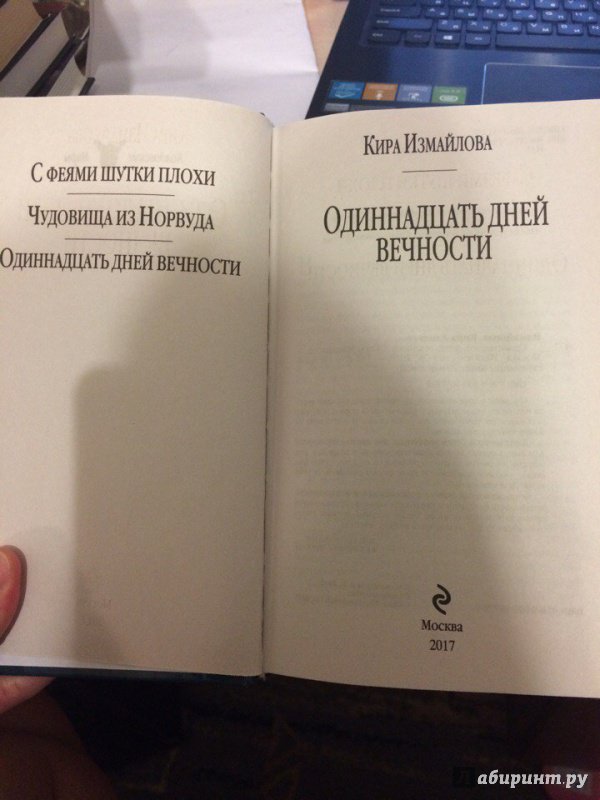 С ФЕЯМИ ШУТКИ ПЛОХИ
ЧУДОВИЩА ИЗ НОРВУДА
ОДИННАДЦАТЬ ДНЕЙ ВЕЧНОСТИ
КИРА ИЗМАЙЛОВА
ОДИННАДЦАТЬ ДНЕЙ
ВЕЧНОСТИ
Москва
2017
абиринт.ру